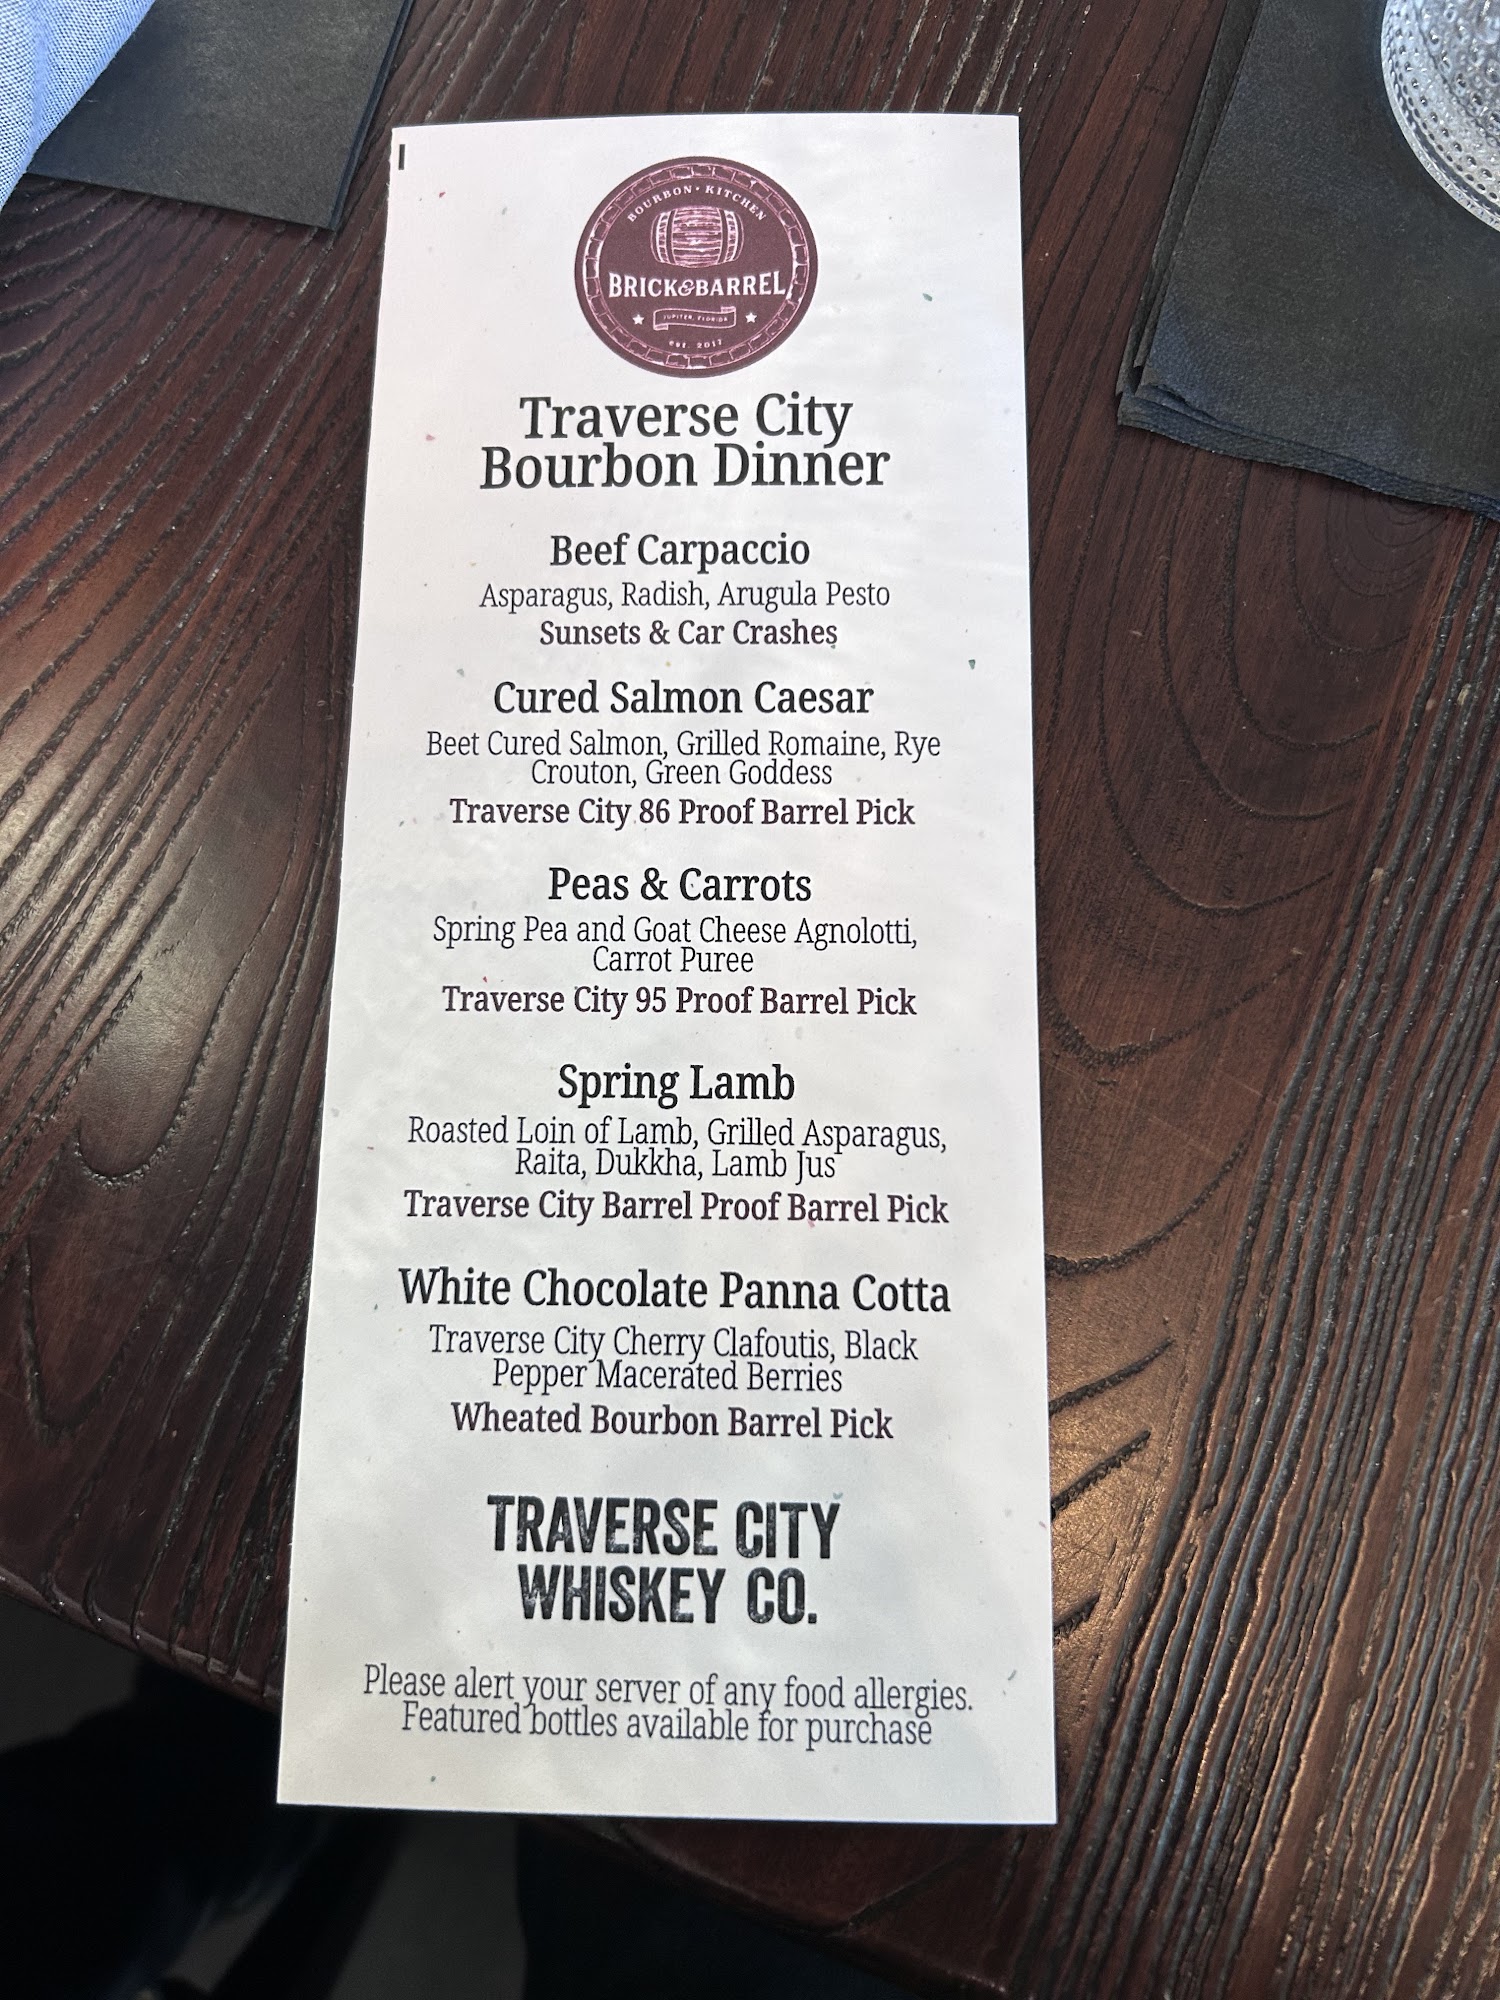 BOURBON • KITCHEN
BRICK&BARREL
JUPITER, FLORIDA
EST. 2017
Traverse City
Bourbon Dinner
Beef Carpaccio
Asparagus, Radish, Arugula Pesto
Sunsets & Car Crashes
Cured Salmon Caesar
Beet Cured Salmon, Grilled Romaine, Rye
Crouton, Green Goddess
Traverse City 86 Proof Barrel Pick
Peas & Carrots
Spring Pea and Goat Cheese Agnolotti,
Carrot Puree
Traverse City 95 Proof Barrel Pick
Spring Lamb
Roasted Loin of Lamb, Grilled Asparagus,
Raita, Dukkha, Lamb Jus
Traverse City Barrel Proof Barrel Pick
White Chocolate Panna Cotta
Traverse City Cherry Clafoutis, Black
Pepper Macerated Berries
Wheated Bourbon Barrel Pick
TRAVERSE CITY
WHISKEY CO.
Please alert your server of any food allergies.
Featured bottles available for purchase